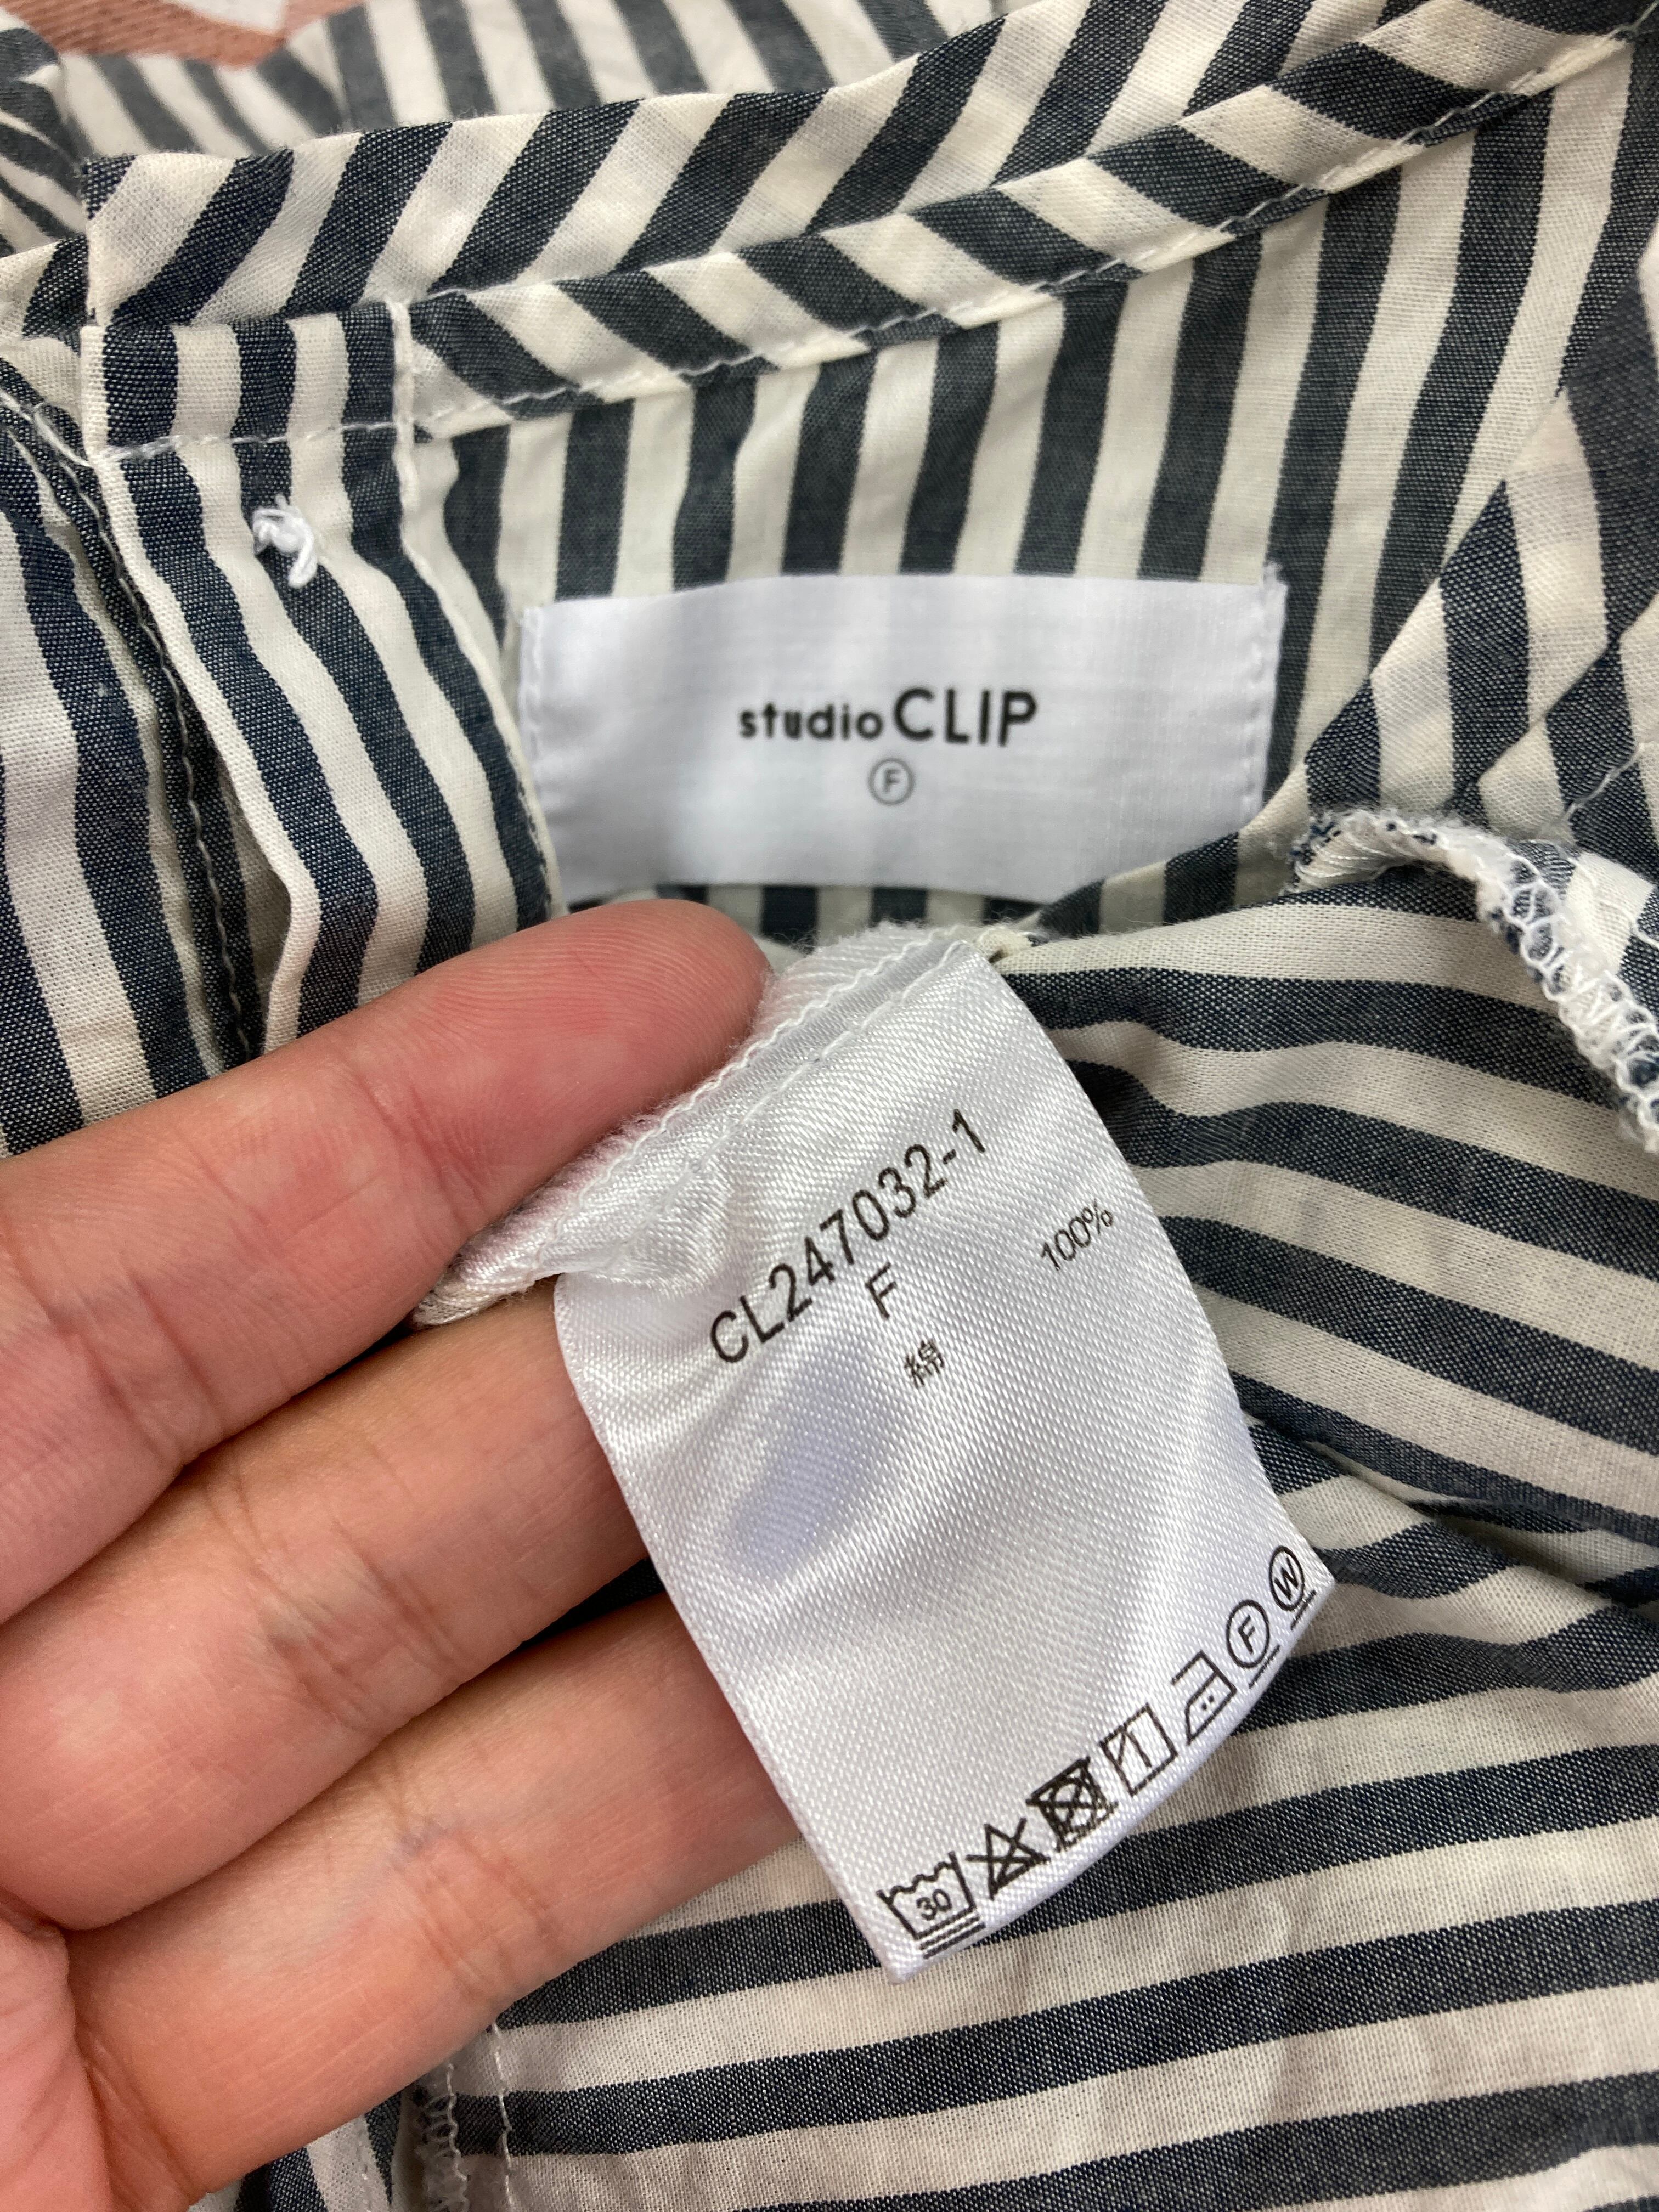 studio CLIP
F
CL247032-1
F
綿 100%
30
F
W